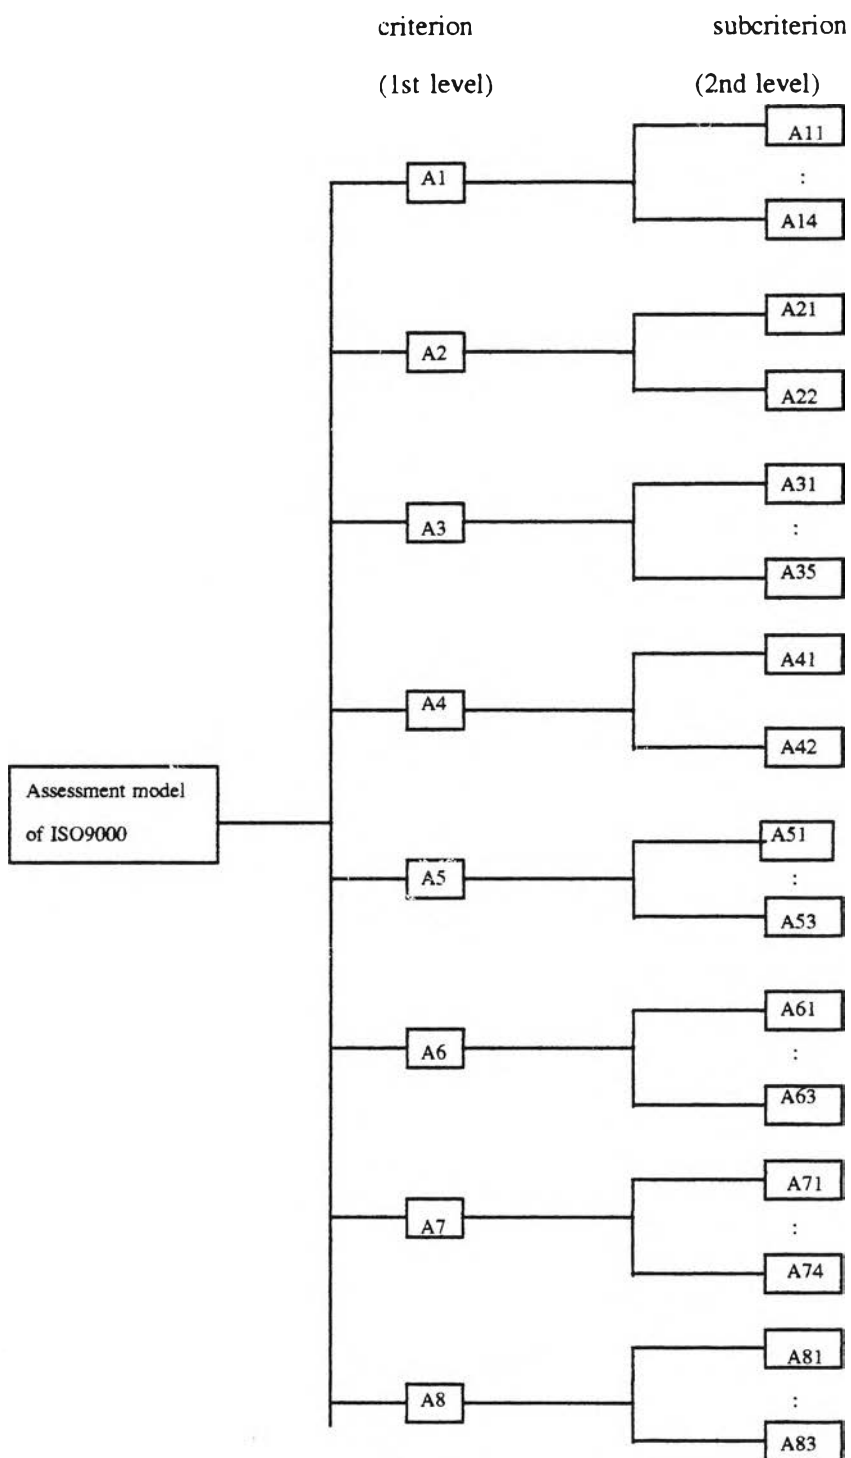 criterion subcriterion
(1st level) (2nd level)
A11
A1 :
A14
A21
A2
A22
A31
A3 :
A35
A41
A4
A42
Assessment model
of ISO9000
A51
A5 :
A53
A61
A6 :
A63
A71
A7 :
A74
A81
A8 :
A83